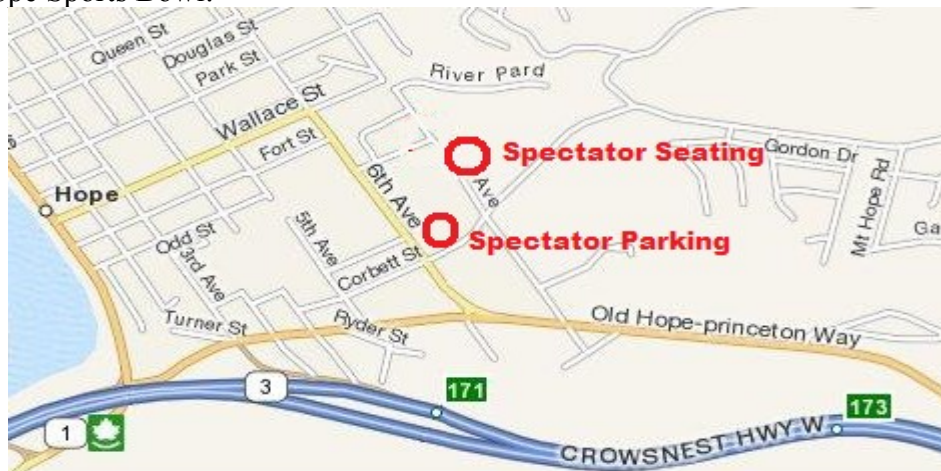 Queen St
Douglas St
Park St
River Pard
Wallace St
Fort St
Spectator Seating
Gordon Dr
Hope
6th Ave
Ave
Mt Hope Rd
Ga
Odd St
5th Ave
Spectator Parking
3rd Ave
Corbett St
Turner St
Ryder St
Old Hope-princeton Way
3
171
173
1
CROWSNEST HWY W